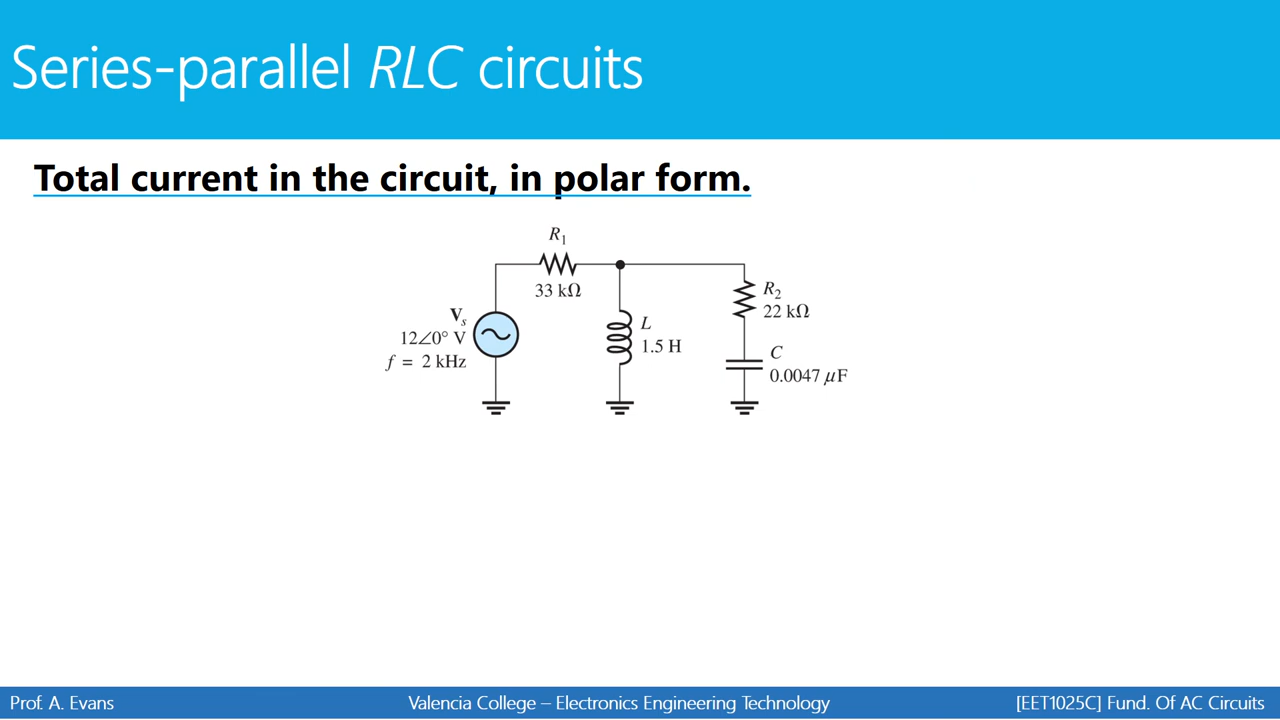 Series-parallel RLC circuits
Total current in the circuit, in polar form.
R1
33 kΩ
Vs
12∠0° V
f = 2 kHz
L
1.5 H
R2
22 kΩ
C
0.0047 μF
Prof. A. Evans
Valencia College – Electronics Engineering Technology
[EET1025C] Fund. Of AC Circuits